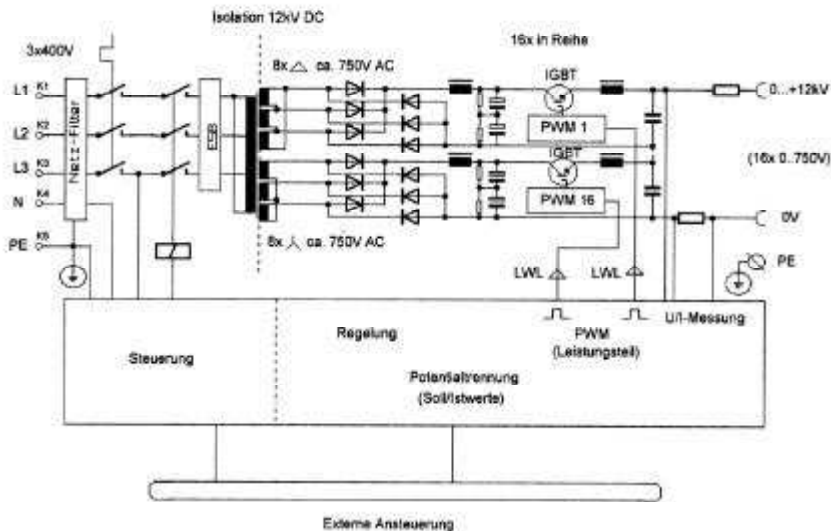 Isolation 12kV DC
3x400V
8x △ ca. 750V AC
16x in Reihe
IGBT
L1 K1
L2 K2
L3 K3
N K4
PE K5
Netz-Filter
ESB
PWM 1
IGBT
PWM 16
0...+12kV
(16x 0..750V)
0V
8x ⅄ ca. 750V AC
LWL
LWL
PE
U/I-Messung
Steuerung
Regelung
PWM
(Leistungsteil)
Potentialtrennung
(Soll/Istwerte)
Externe Ansteuerung